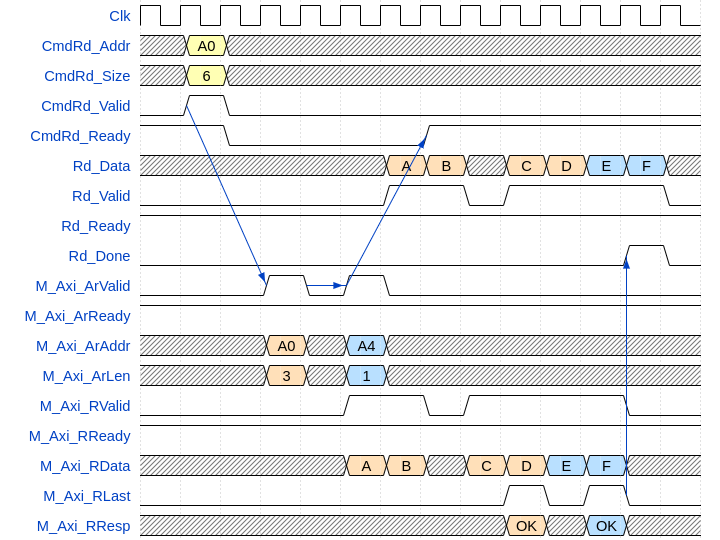 Clk
CmdRd_Addr A0
CmdRd_Size 6
CmdRd_Valid
CmdRd_Ready
Rd_Data A B C D E F
Rd_Valid
Rd_Ready
Rd_Done
M_Axi_ArValid
M_Axi_ArReady
M_Axi_ArAddr A0 A4
M_Axi_ArLen 3 1
M_Axi_RValid
M_Axi_RReady
M_Axi_RData A B C D E F
M_Axi_RLast
M_Axi_RResp OK OK